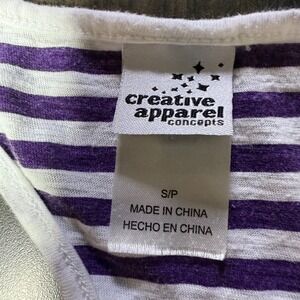 creative
apparel
concepts
S/P
MADE IN CHINA
HECHO EN CHINA